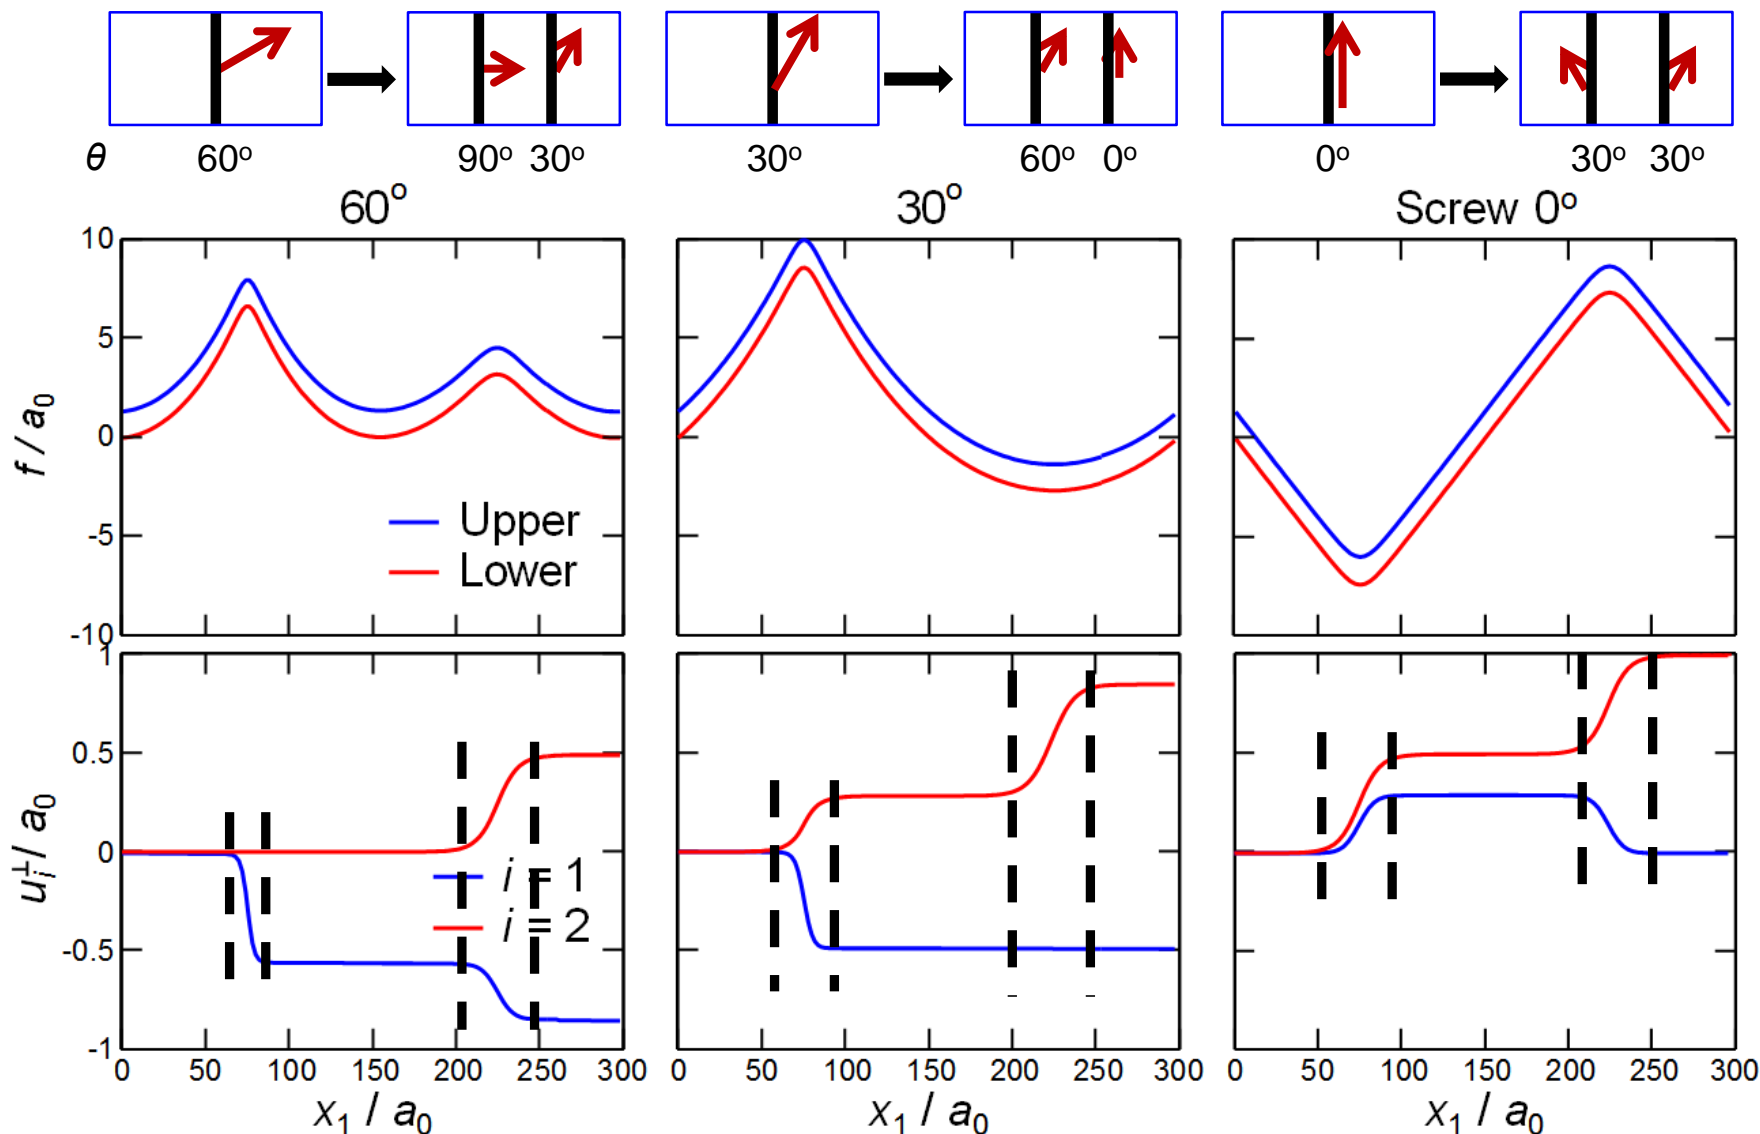 θ 60° 90° 30° 30° 60° 0° 0° 30° 30°
60° 30° Screw 0°
10
5
0
-5
-10
f / a₀
Upper
Lower
1
0.5
0
-0.5
-1
uᵢ⊥/ a₀
i = 1
i = 2
0 50 100 150 200 250 300 0 50 100 150 200 250 300 0 50 100 150 200 250 300
x₁ / a₀ x₁ / a₀ x₁ / a₀